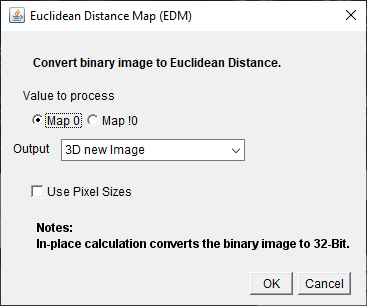 Euclidean Distance Map (EDM)
Convert binary image to Euclidean Distance.
Value to process
Map 0 Map !0
Output 3D new Image
Use Pixel Sizes
Notes:
In-place calculation converts the binary image to 32-Bit.
OK Cancel